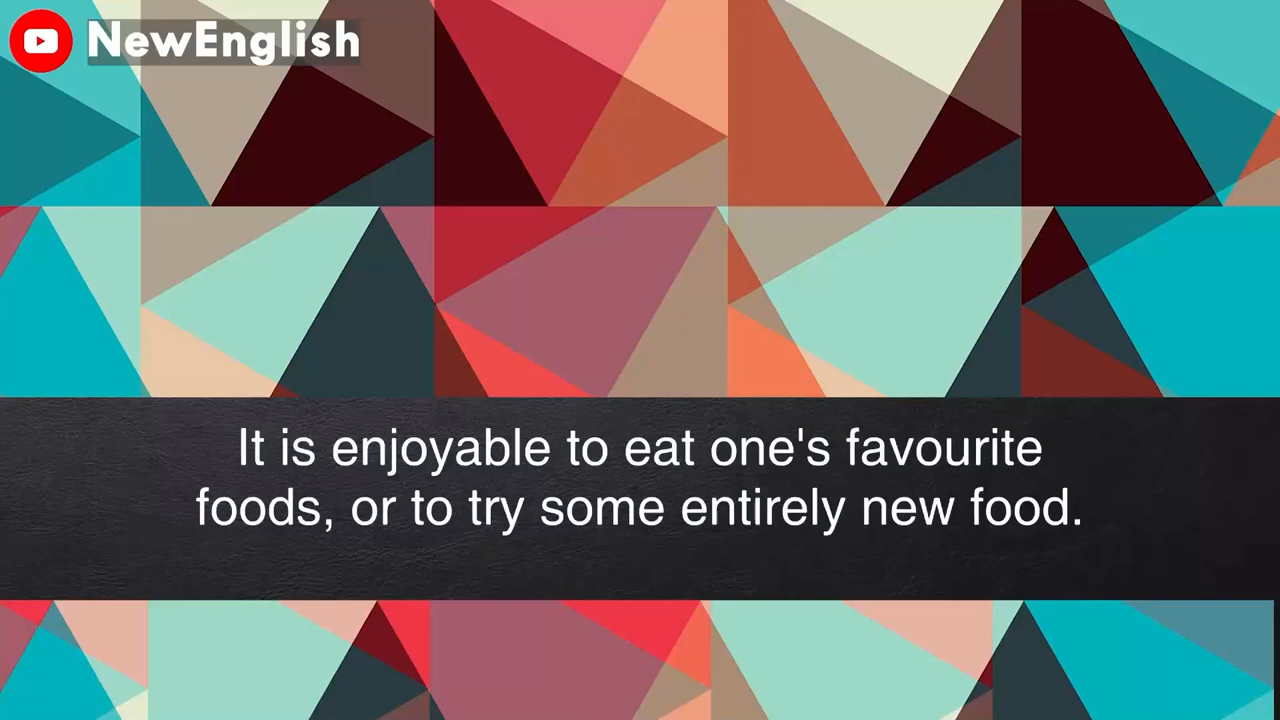 NewEnglish
It is enjoyable to eat one's favourite
foods, or to try some entirely new food.